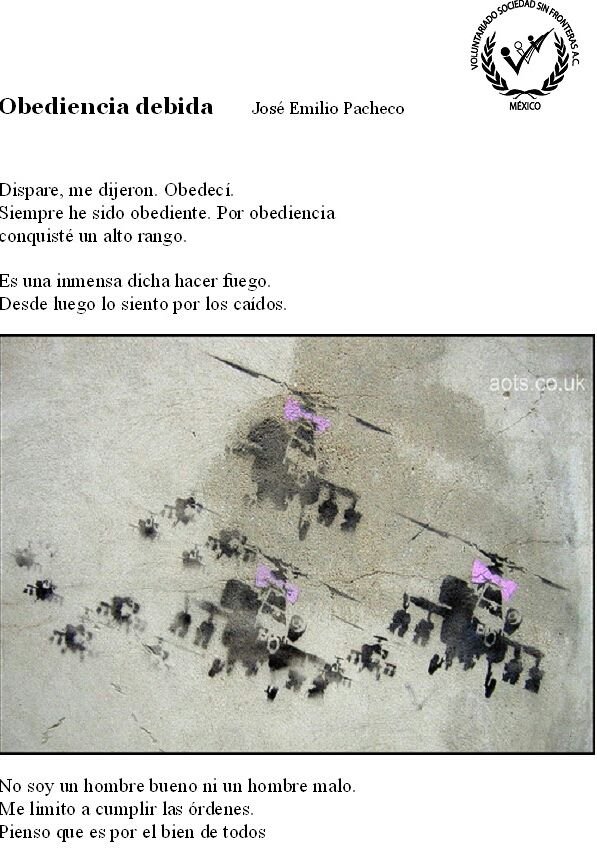 VOLUNTARIADO SOCIEDAD SIN FRONTERAS A.C
MÉXICO
Obediencia debida José Emilio Pacheco
Dispare, me dijeron. Obedecí.
Siempre he sido obediente. Por obediencia
conquisté un alto rango.
Es una inmensa dicha hacer fuego.
Desde luego lo siento por los caídos.
aots.co.uk
No soy un hombre bueno ni un hombre malo.
Me limito a cumplir las órdenes.
Pienso que es por el bien de todos